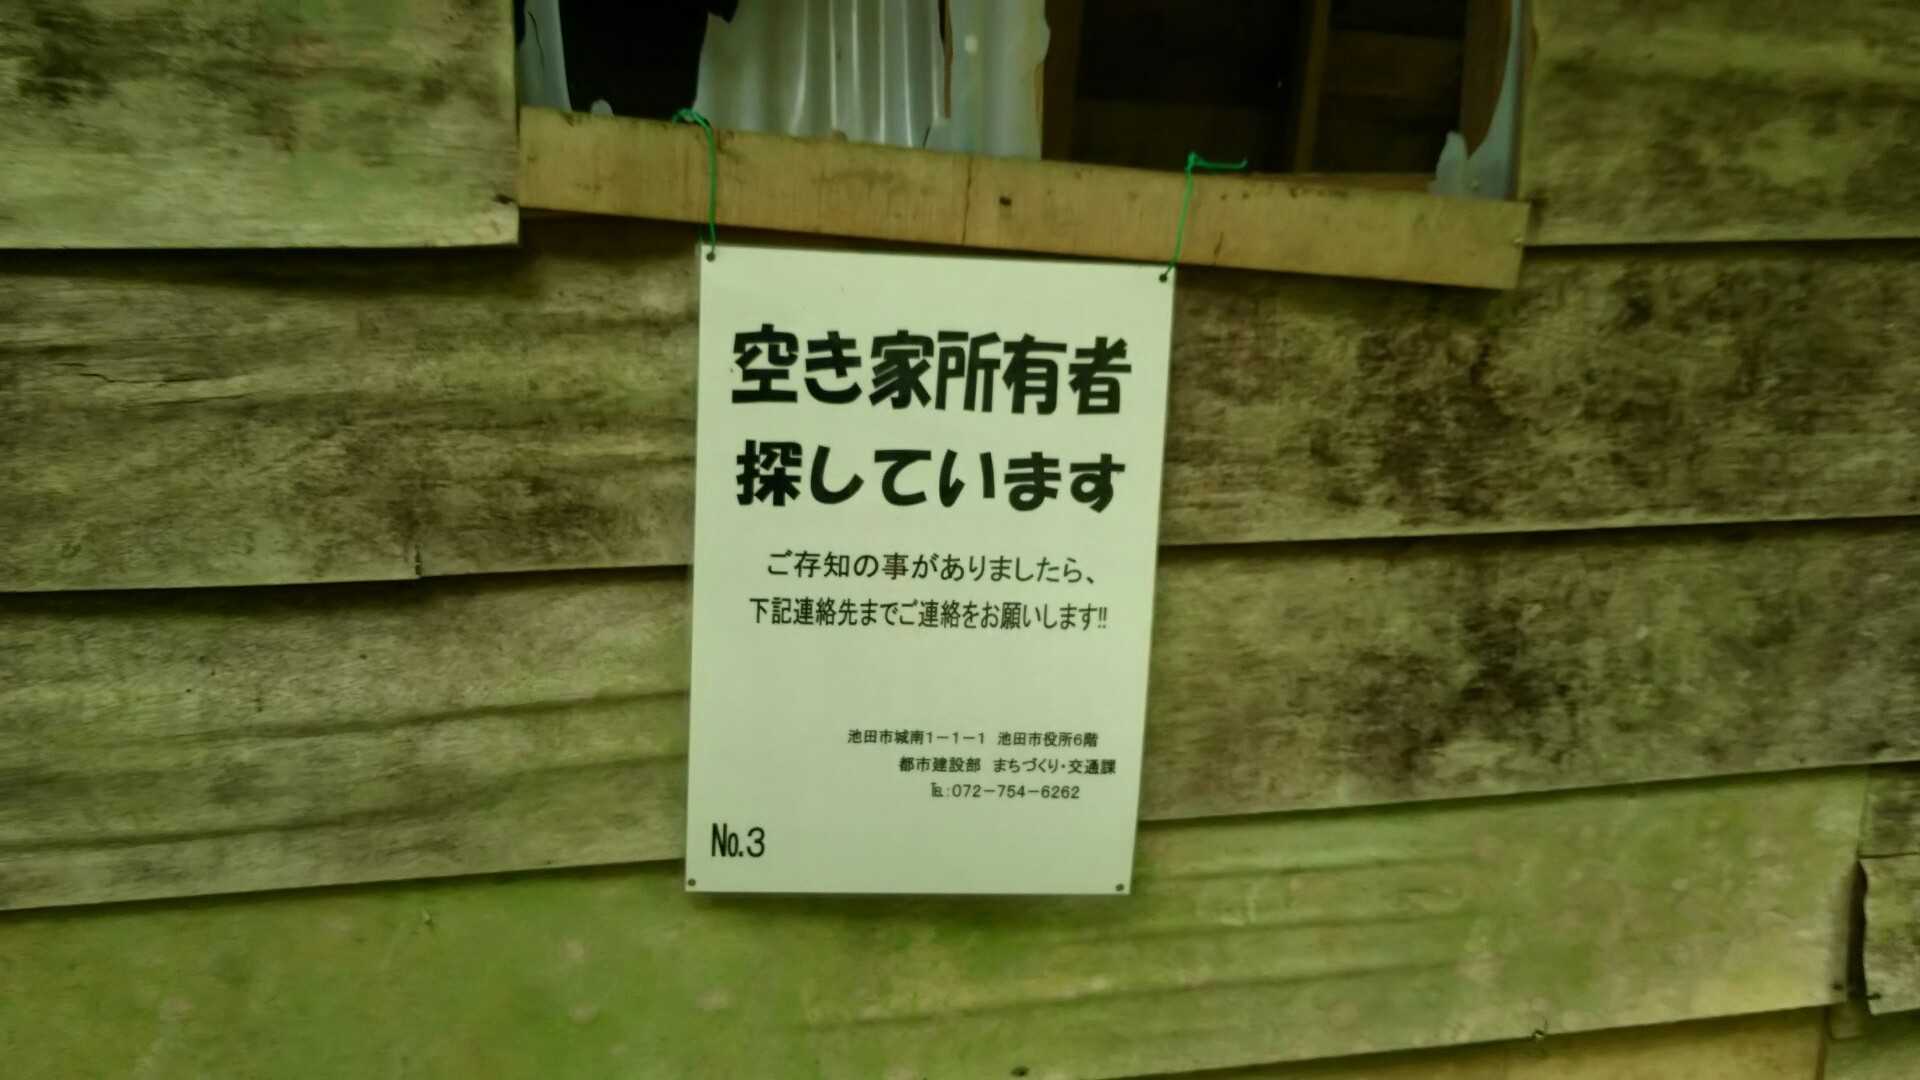 空き家所有者
探しています
ご存知の事がありましたら、
下記連絡先までご連絡をお願いします!!
池田市城南1－1－1 池田市役所6階
都市建設部 まちづくり・交通課
℡:072－754－6262
No.3